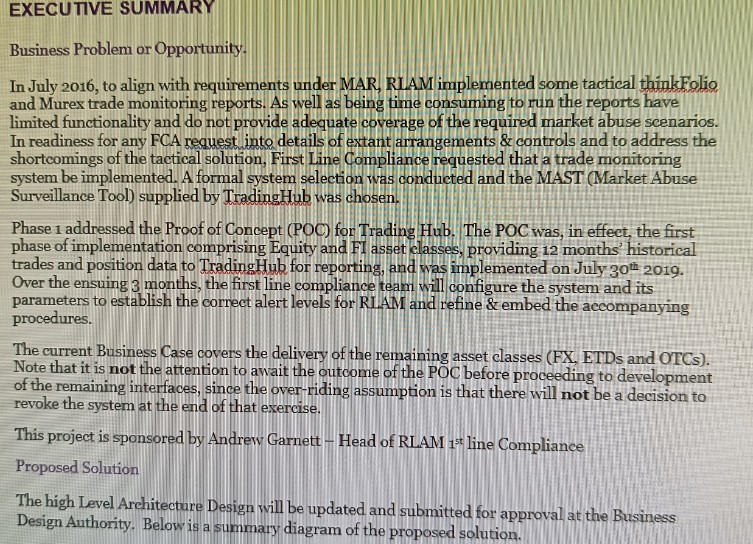 EXECUTIVE SUMMARY
Business Problem or Opportunity.
In July 2016, to align with requirements under MAR, RLAM implemented some tactical thinkFolio
and Murex trade monitoring reports. As well as being time consuming to run the reports have
limited functionality and do not provide adequate coverage of the required market abuse scenarios.
In readiness for any FCA request into details of extant arrangements & controls and to address the
shortcomings of the tactical solution, First Line Compliance requested that a trade monitoring
system be implemented. A formal system selection was conducted and the MAST (Market Abuse
Surveillance Tool) supplied by TradingHub was chosen.
Phase 1 addressed the Proof of Concept (POC) for Trading Hub. The POC was, in effect, the first
phase of implementation comprising Equity and FI asset classes, providing 12 months' historical
trades and position data to TradingHub for reporting, and was implemented on July 30th 2019.
Over the ensuing 3 months, the first line compliance team will configure the system and its
parameters to establish the correct alert levels for RLAM and refine & embed the accompanying
procedures.
The current Business Case covers the delivery of the remaining asset classes (FX, ETDs and OTCs).
Note that it is not the attention to await the outcome of the POC before proceeding to development
of the remaining interfaces, since the over-riding assumption is that there will not be a decision to
revoke the system at the end of that exercise.
This project is sponsored by Andrew Garnett – Head of RLAM 1st line Compliance
Proposed Solution
The high Level Architecture Design will be updated and submitted for approval at the Business
Design Authority. Below is a summary diagram of the proposed solution.